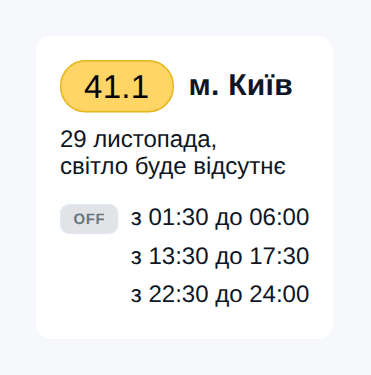 41.1 м. Київ
29 листопада,
світло буде відсутнє
OFF з 01:30 до 06:00
з 13:30 до 17:30
з 22:30 до 24:00